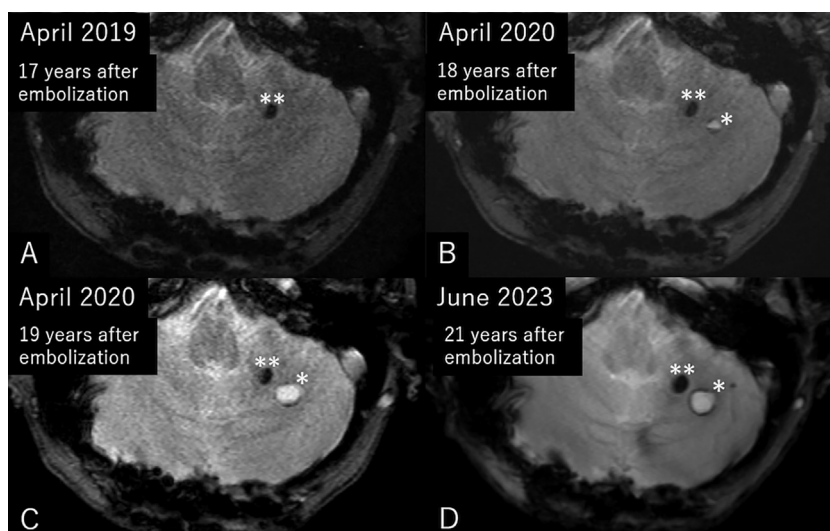 April 2019
17 years after
embolization
**
A
April 2020
18 years after
embolization
**
*
B
April 2020
19 years after
embolization
**
*
C
June 2023
21 years after
embolization
**
*
D